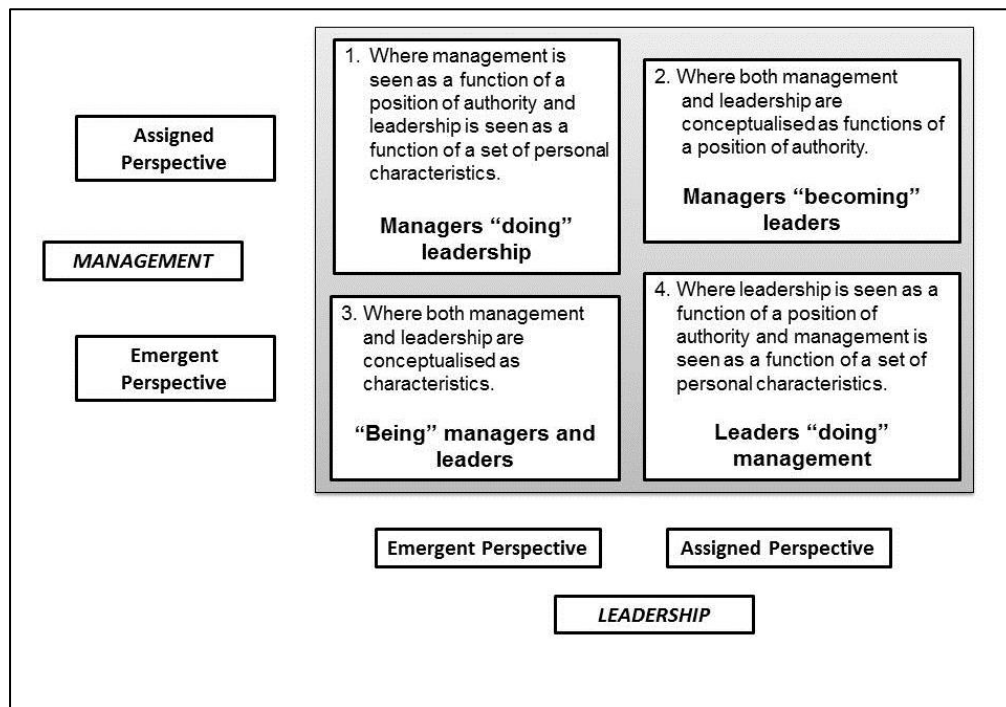 1. Where management is
seen as a function of a
position of authority and
leadership is seen as a
function of a set of personal
characteristics.
Managers “doing”
leadership
2. Where both management
and leadership are
conceptualised as functions of
a position of authority.
Managers “becoming”
leaders
Assigned
Perspective
MANAGEMENT
Emergent
Perspective
3. Where both management
and leadership are
conceptualised as
characteristics.
“Being” managers and
leaders
4. Where leadership is seen as a
function of a position of
authority and management is
seen as a function of a set of
personal characteristics.
Leaders “doing”
management
Emergent Perspective
Assigned Perspective
LEADERSHIP